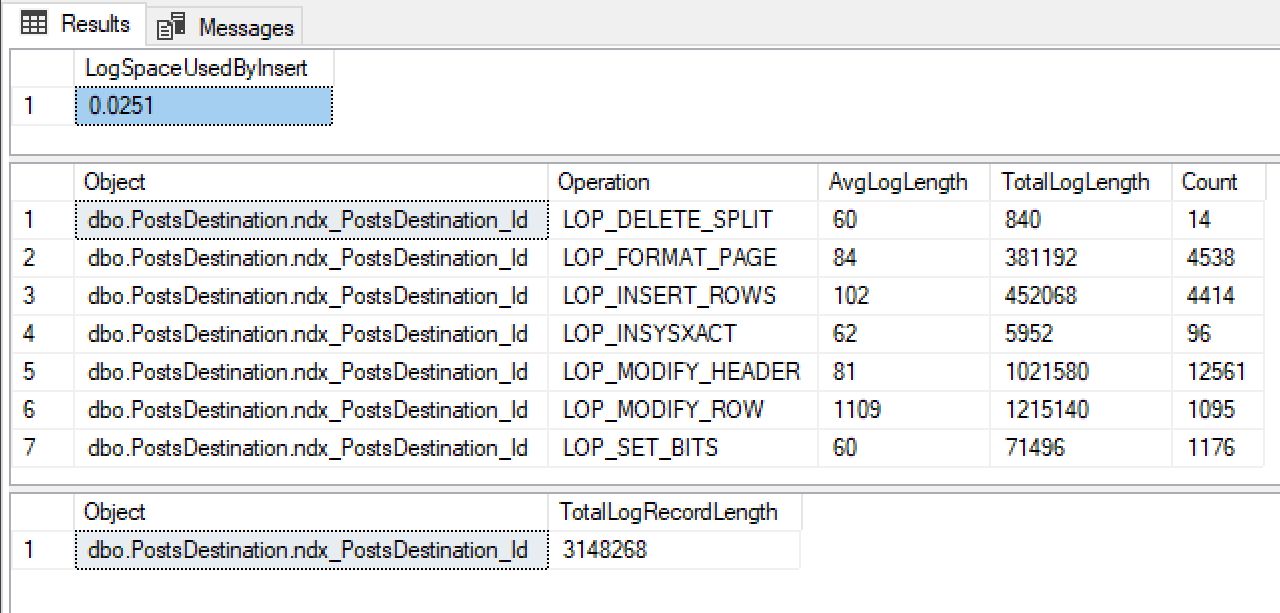 Results Messages
LogSpaceUsedByInsert
1 0.0251
Object Operation AvgLogLength TotalLogLength Count
1 dbo.PostsDestination.ndx_PostsDestination_Id LOP_DELETE_SPLIT 60 840 14
2 dbo.PostsDestination.ndx_PostsDestination_Id LOP_FORMAT_PAGE 84 381192 4538
3 dbo.PostsDestination.ndx_PostsDestination_Id LOP_INSERT_ROWS 102 452068 4414
4 dbo.PostsDestination.ndx_PostsDestination_Id LOP_INSYSXACT 62 5952 96
5 dbo.PostsDestination.ndx_PostsDestination_Id LOP_MODIFY_HEADER 81 1021580 12561
6 dbo.PostsDestination.ndx_PostsDestination_Id LOP_MODIFY_ROW 1109 1215140 1095
7 dbo.PostsDestination.ndx_PostsDestination_Id LOP_SET_BITS 60 71496 1176
Object TotalLogRecordLength
1 dbo.PostsDestination.ndx_PostsDestination_Id 3148268